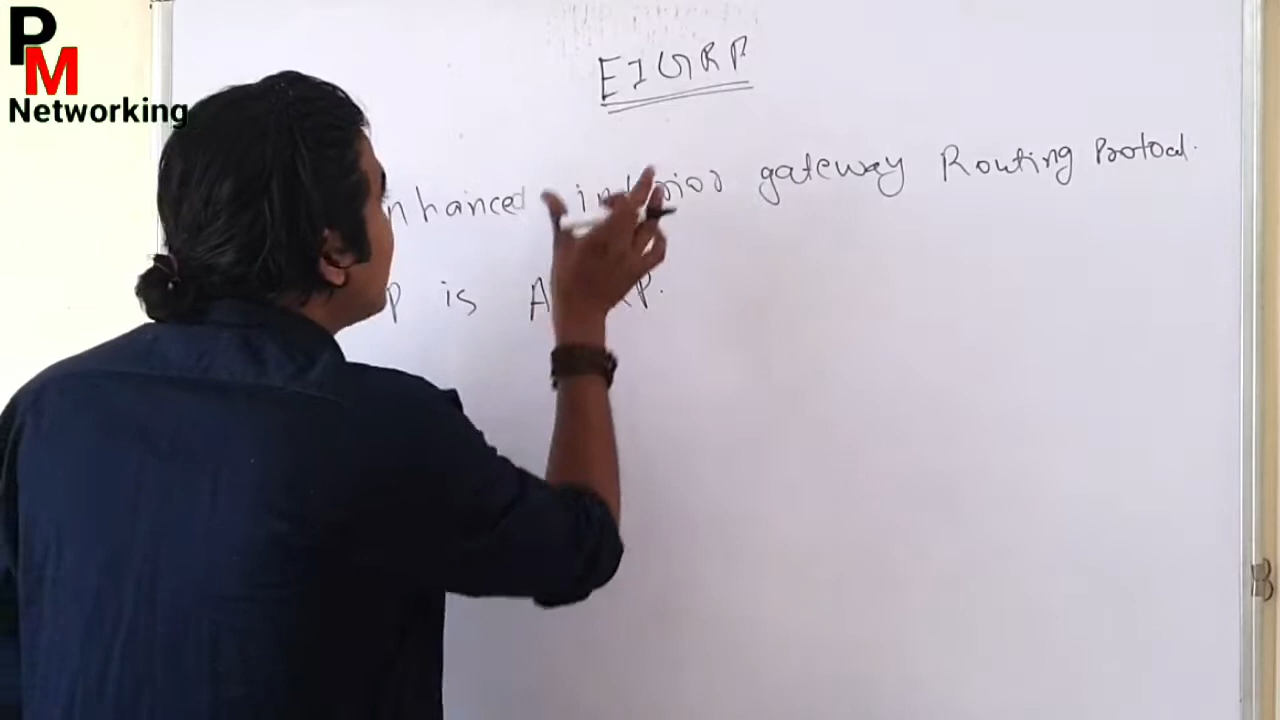 PM
Networking
EIGRP
nhanced interior gateway Routing Protocol.
P is